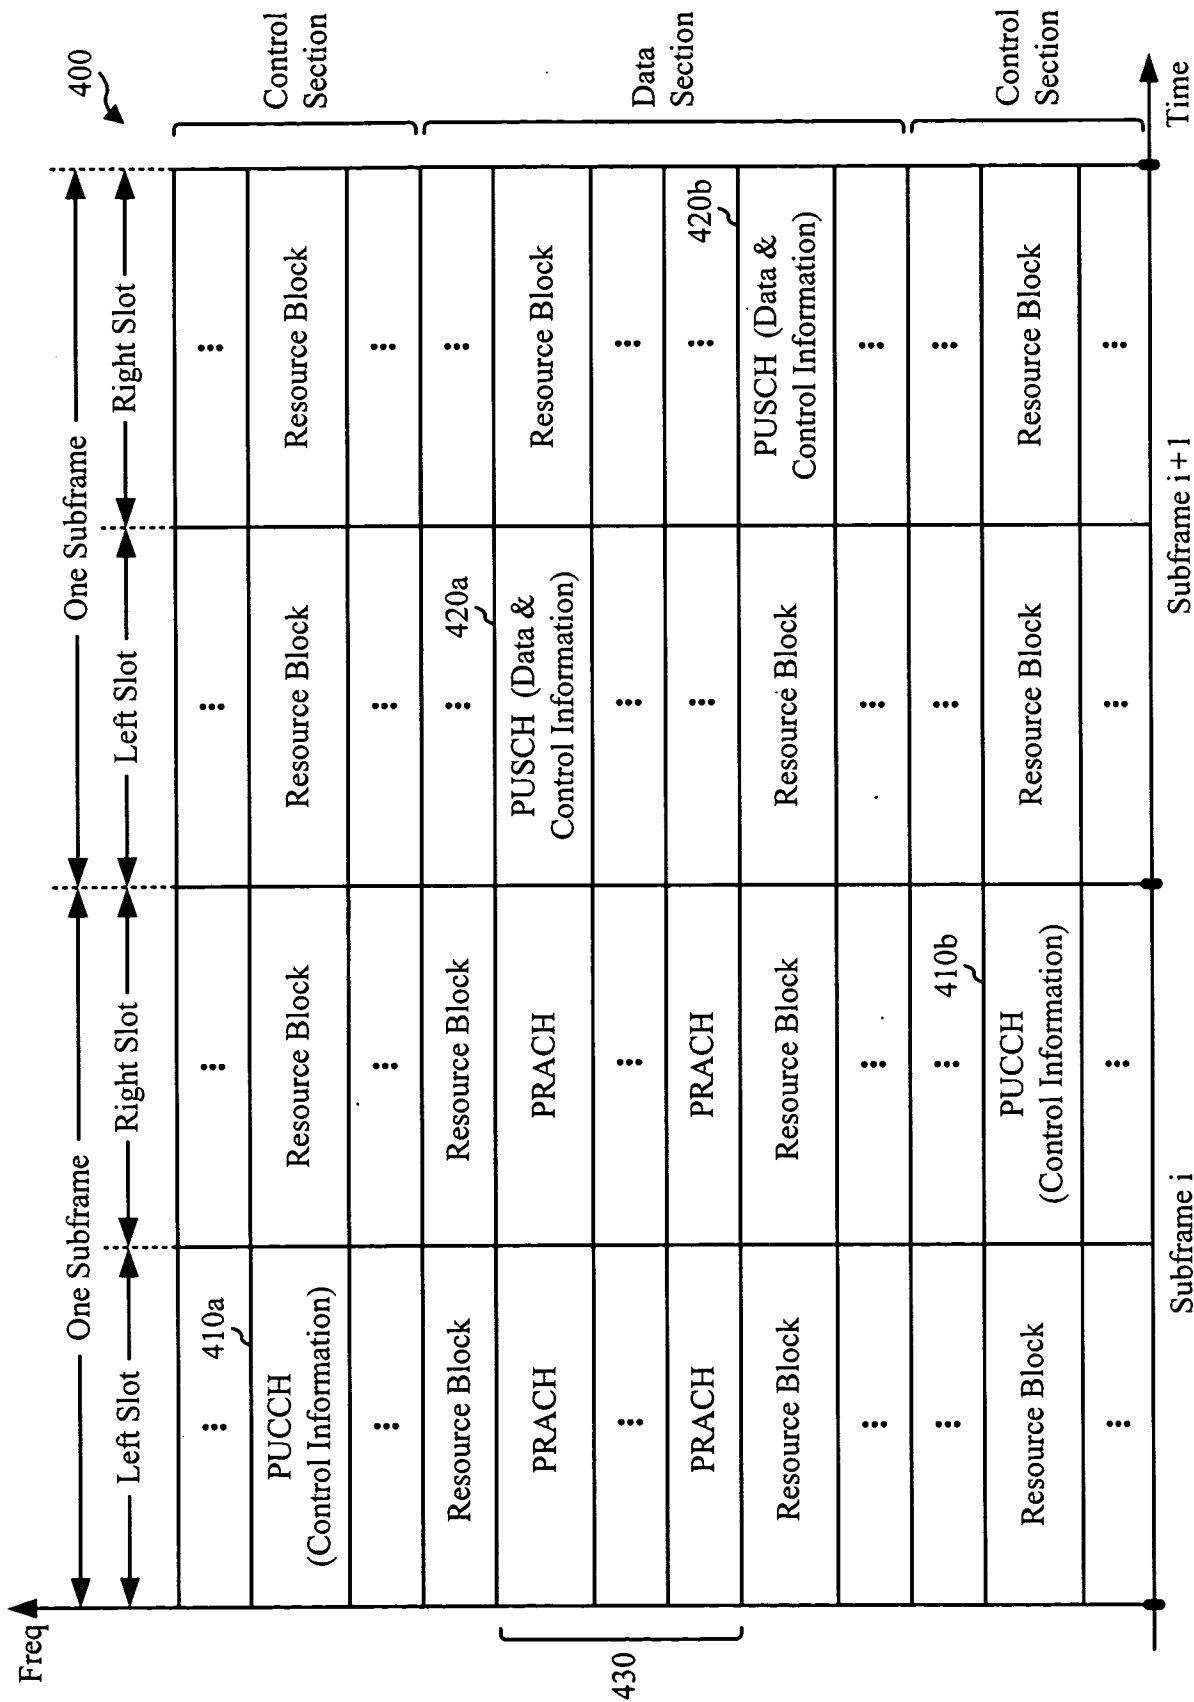 400
Freq
One Subframe
One Subframe
Left Slot
Right Slot
Left Slot
Right Slot
...
...
...
...
410a
PUCCH
(Control Information)
Resource Block
Resource Block
Resource Block
...
...
...
...
Control
Section
Resource Block
Resource Block
...
...
420a
430
PRACH
PRACH
PUSCH (Data &
Control Information)
Resource Block
...
...
...
...
PRACH
PRACH
...
...
420b
Resource Block
Resource Block
Resource Block
PUSCH (Data &
Control Information)
...
...
...
...
Data
Section
...
...
...
...
410b
Resource Block
PUCCH
(Control Information)
Resource Block
Resource Block
...
...
...
...
Control
Section
Subframe i
Subframe i+1
Time